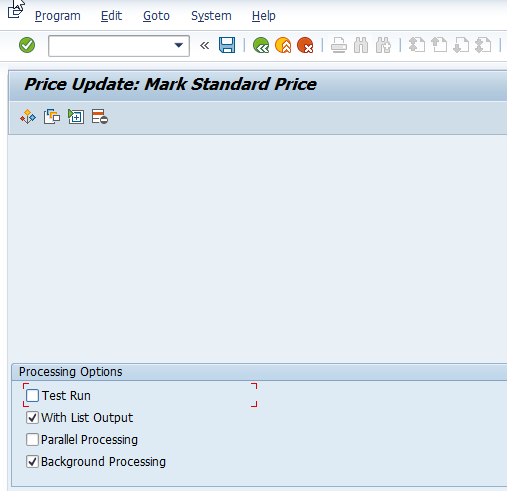 Program Edit Goto System Help
Price Update: Mark Standard Price
Processing Options
Test Run
With List Output
Parallel Processing
Background Processing